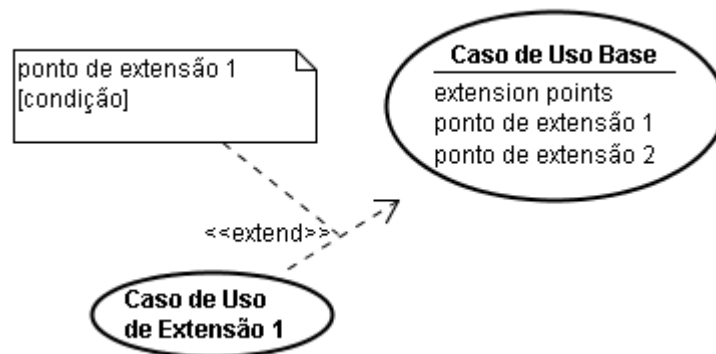 ponto de extensão 1
[condição]
Caso de Uso Base
extension points
ponto de extensão 1
ponto de extensão 2
<<extend>>
Caso de Uso
de Extensão 1